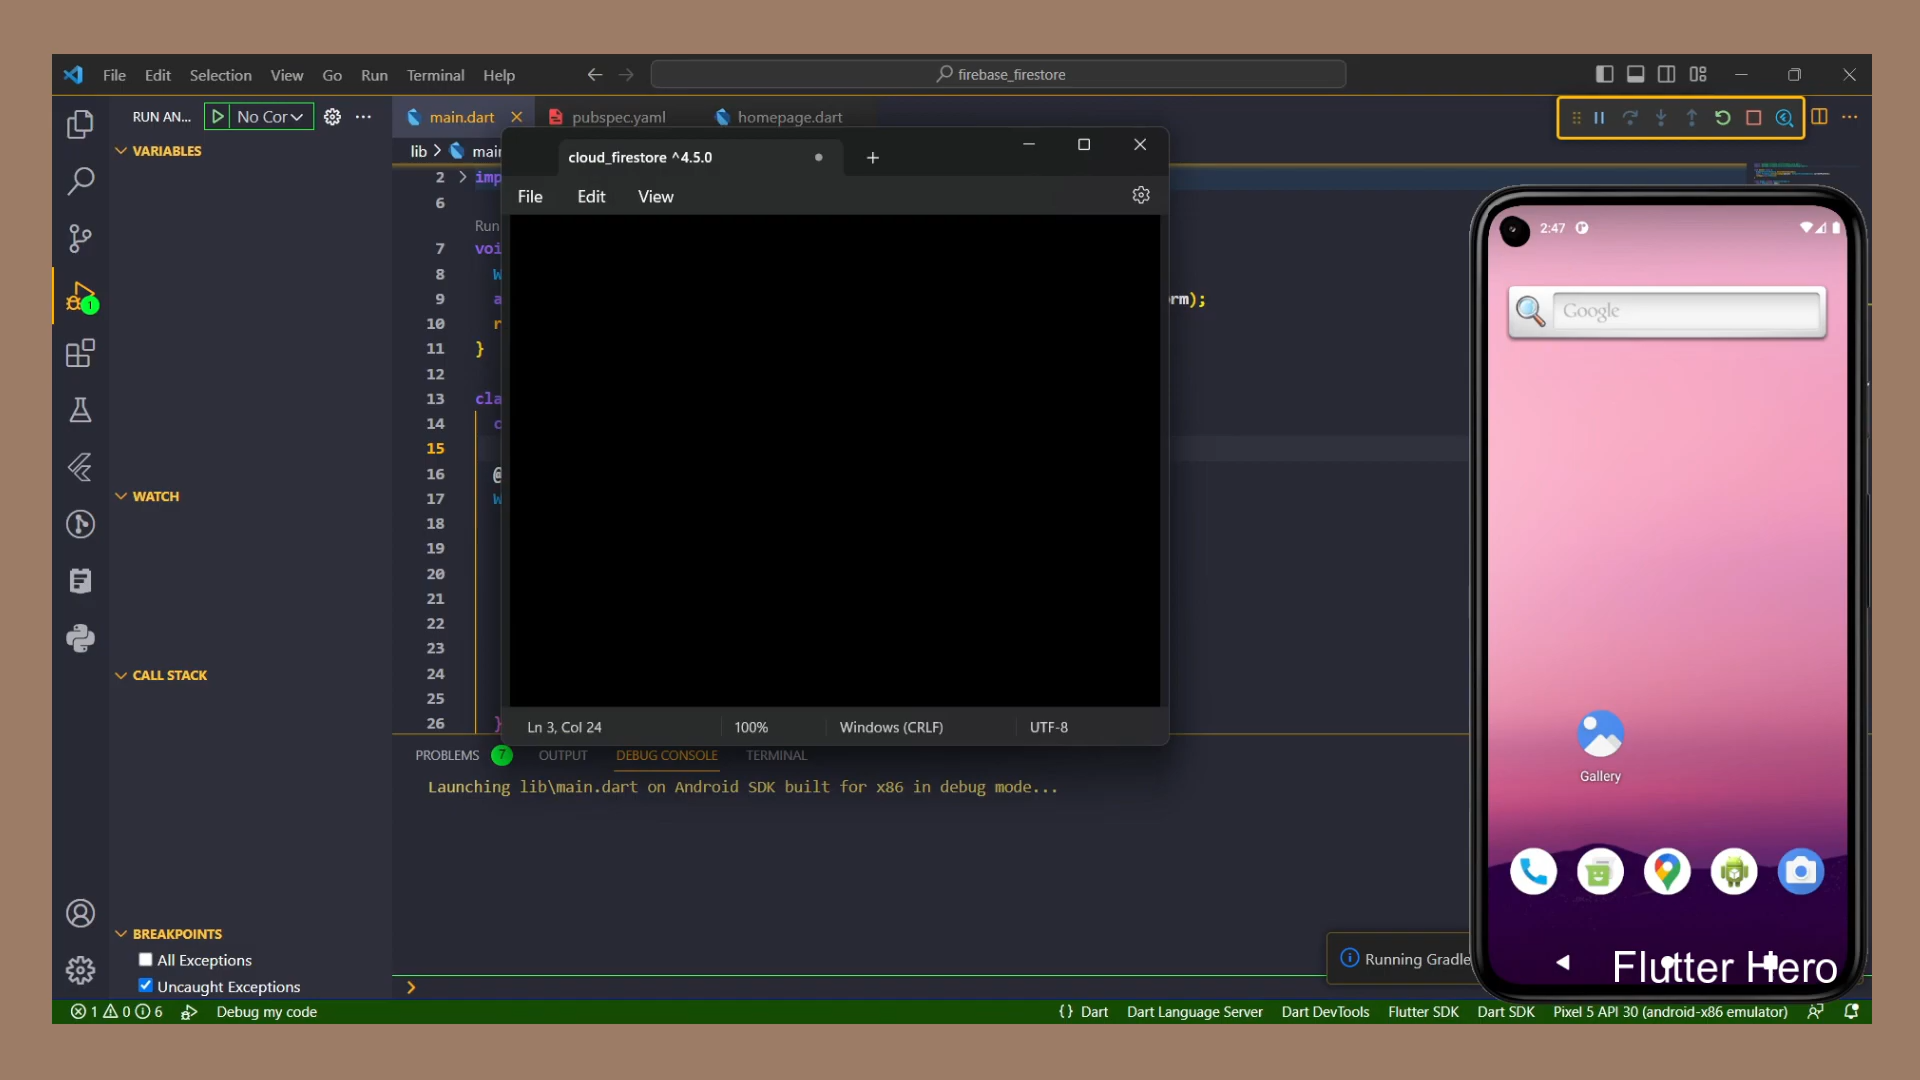 File Edit Selection View Go Run Terminal Help
firebase_firestore
RUN AN... No Cor
main.dart pubspec.yaml homepage.dart
VARIABLES
lib > mai
cloud_firestore ^4.5.0
File Edit View
2 imp
6
Run
7 voi
8 W
9 a rm);
10 r
11 }
12
13 cla
14 c
15
16 @
17 W
18
19
20
21
22
23
24
25
26 }
WATCH
CALL STACK
Ln 3, Col 24 100% Windows (CRLF) UTF-8
PROBLEMS 7 OUTPUT DEBUG CONSOLE TERMINAL
Launching lib\main.dart on Android SDK built for x86 in debug mode...
1
BREAKPOINTS
All Exceptions
Uncaught Exceptions
Running Gradle
2:47
Google
Gallery
Flutter Hero
1 0 6 Debug my code
{} Dart Dart Language Server Dart DevTools Flutter SDK Dart SDK Pixel 5 API 30 (android-x86 emulator)